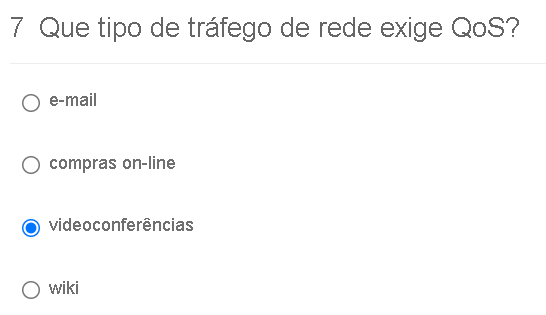 7 Que tipo de tráfego de rede exige QoS?
e-mail
compras on-line
videoconferências
wiki